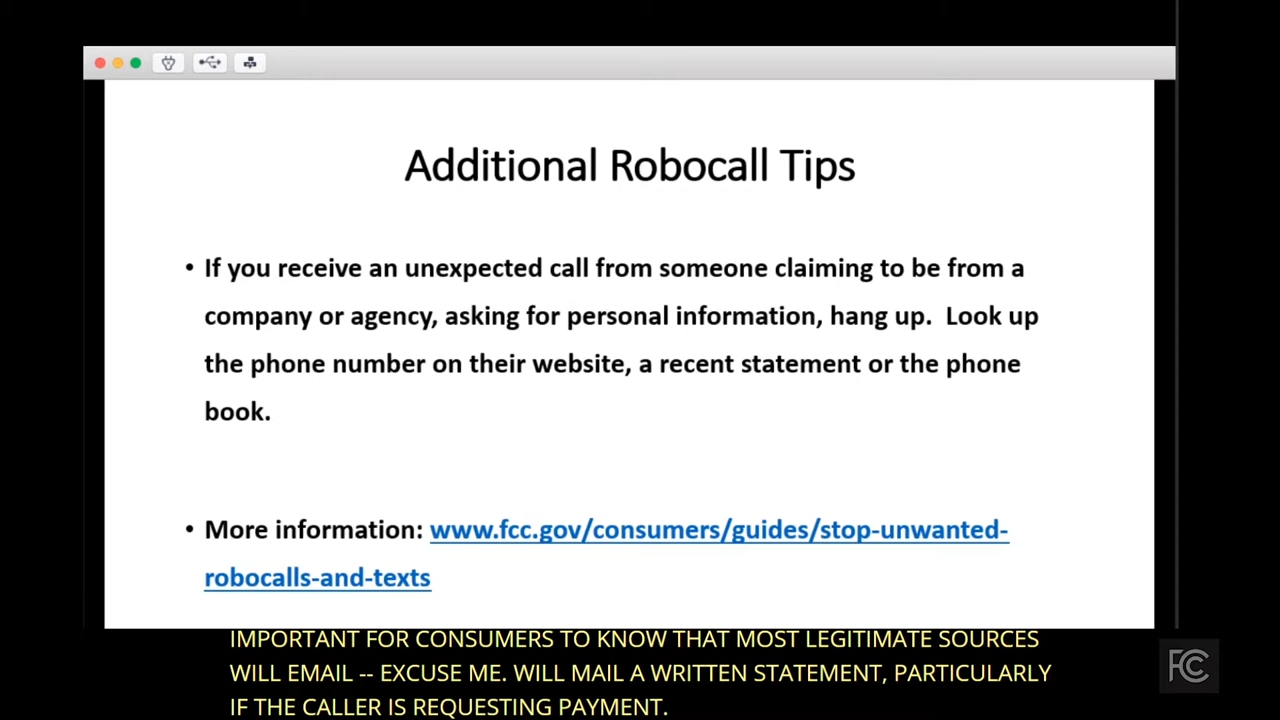 Additional Robocall Tips
• If you receive an unexpected call from someone claiming to be from a
company or agency, asking for personal information, hang up.  Look up
the phone number on their website, a recent statement or the phone
book.
• More information: www.fcc.gov/consumers/guides/stop-unwanted-
robocalls-and-texts
IMPORTANT FOR CONSUMERS TO KNOW THAT MOST LEGITIMATE SOURCES
WILL EMAIL -- EXCUSE ME. WILL MAIL A WRITTEN STATEMENT, PARTICULARLY
IF THE CALLER IS REQUESTING PAYMENT.
FCC